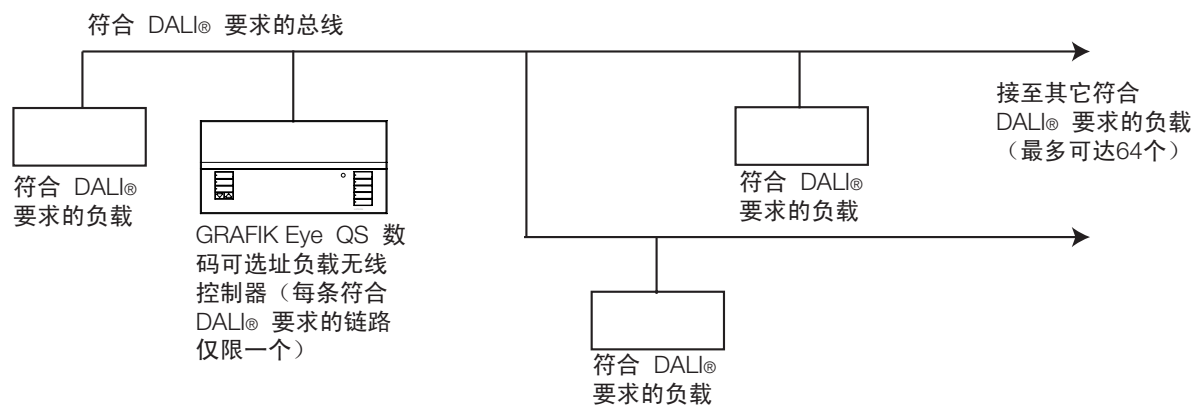 符合 DALI® 要求的总线
接至其它符合
DALI® 要求的负载
（最多可达64个）
符合 DALI®
要求的负载
GRAFIK Eye QS 数
码可选址负载无线
控制器（每条符合
DALI® 要求的链路
仅限一个）
符合 DALI®
要求的负载
符合 DALI®
要求的负载